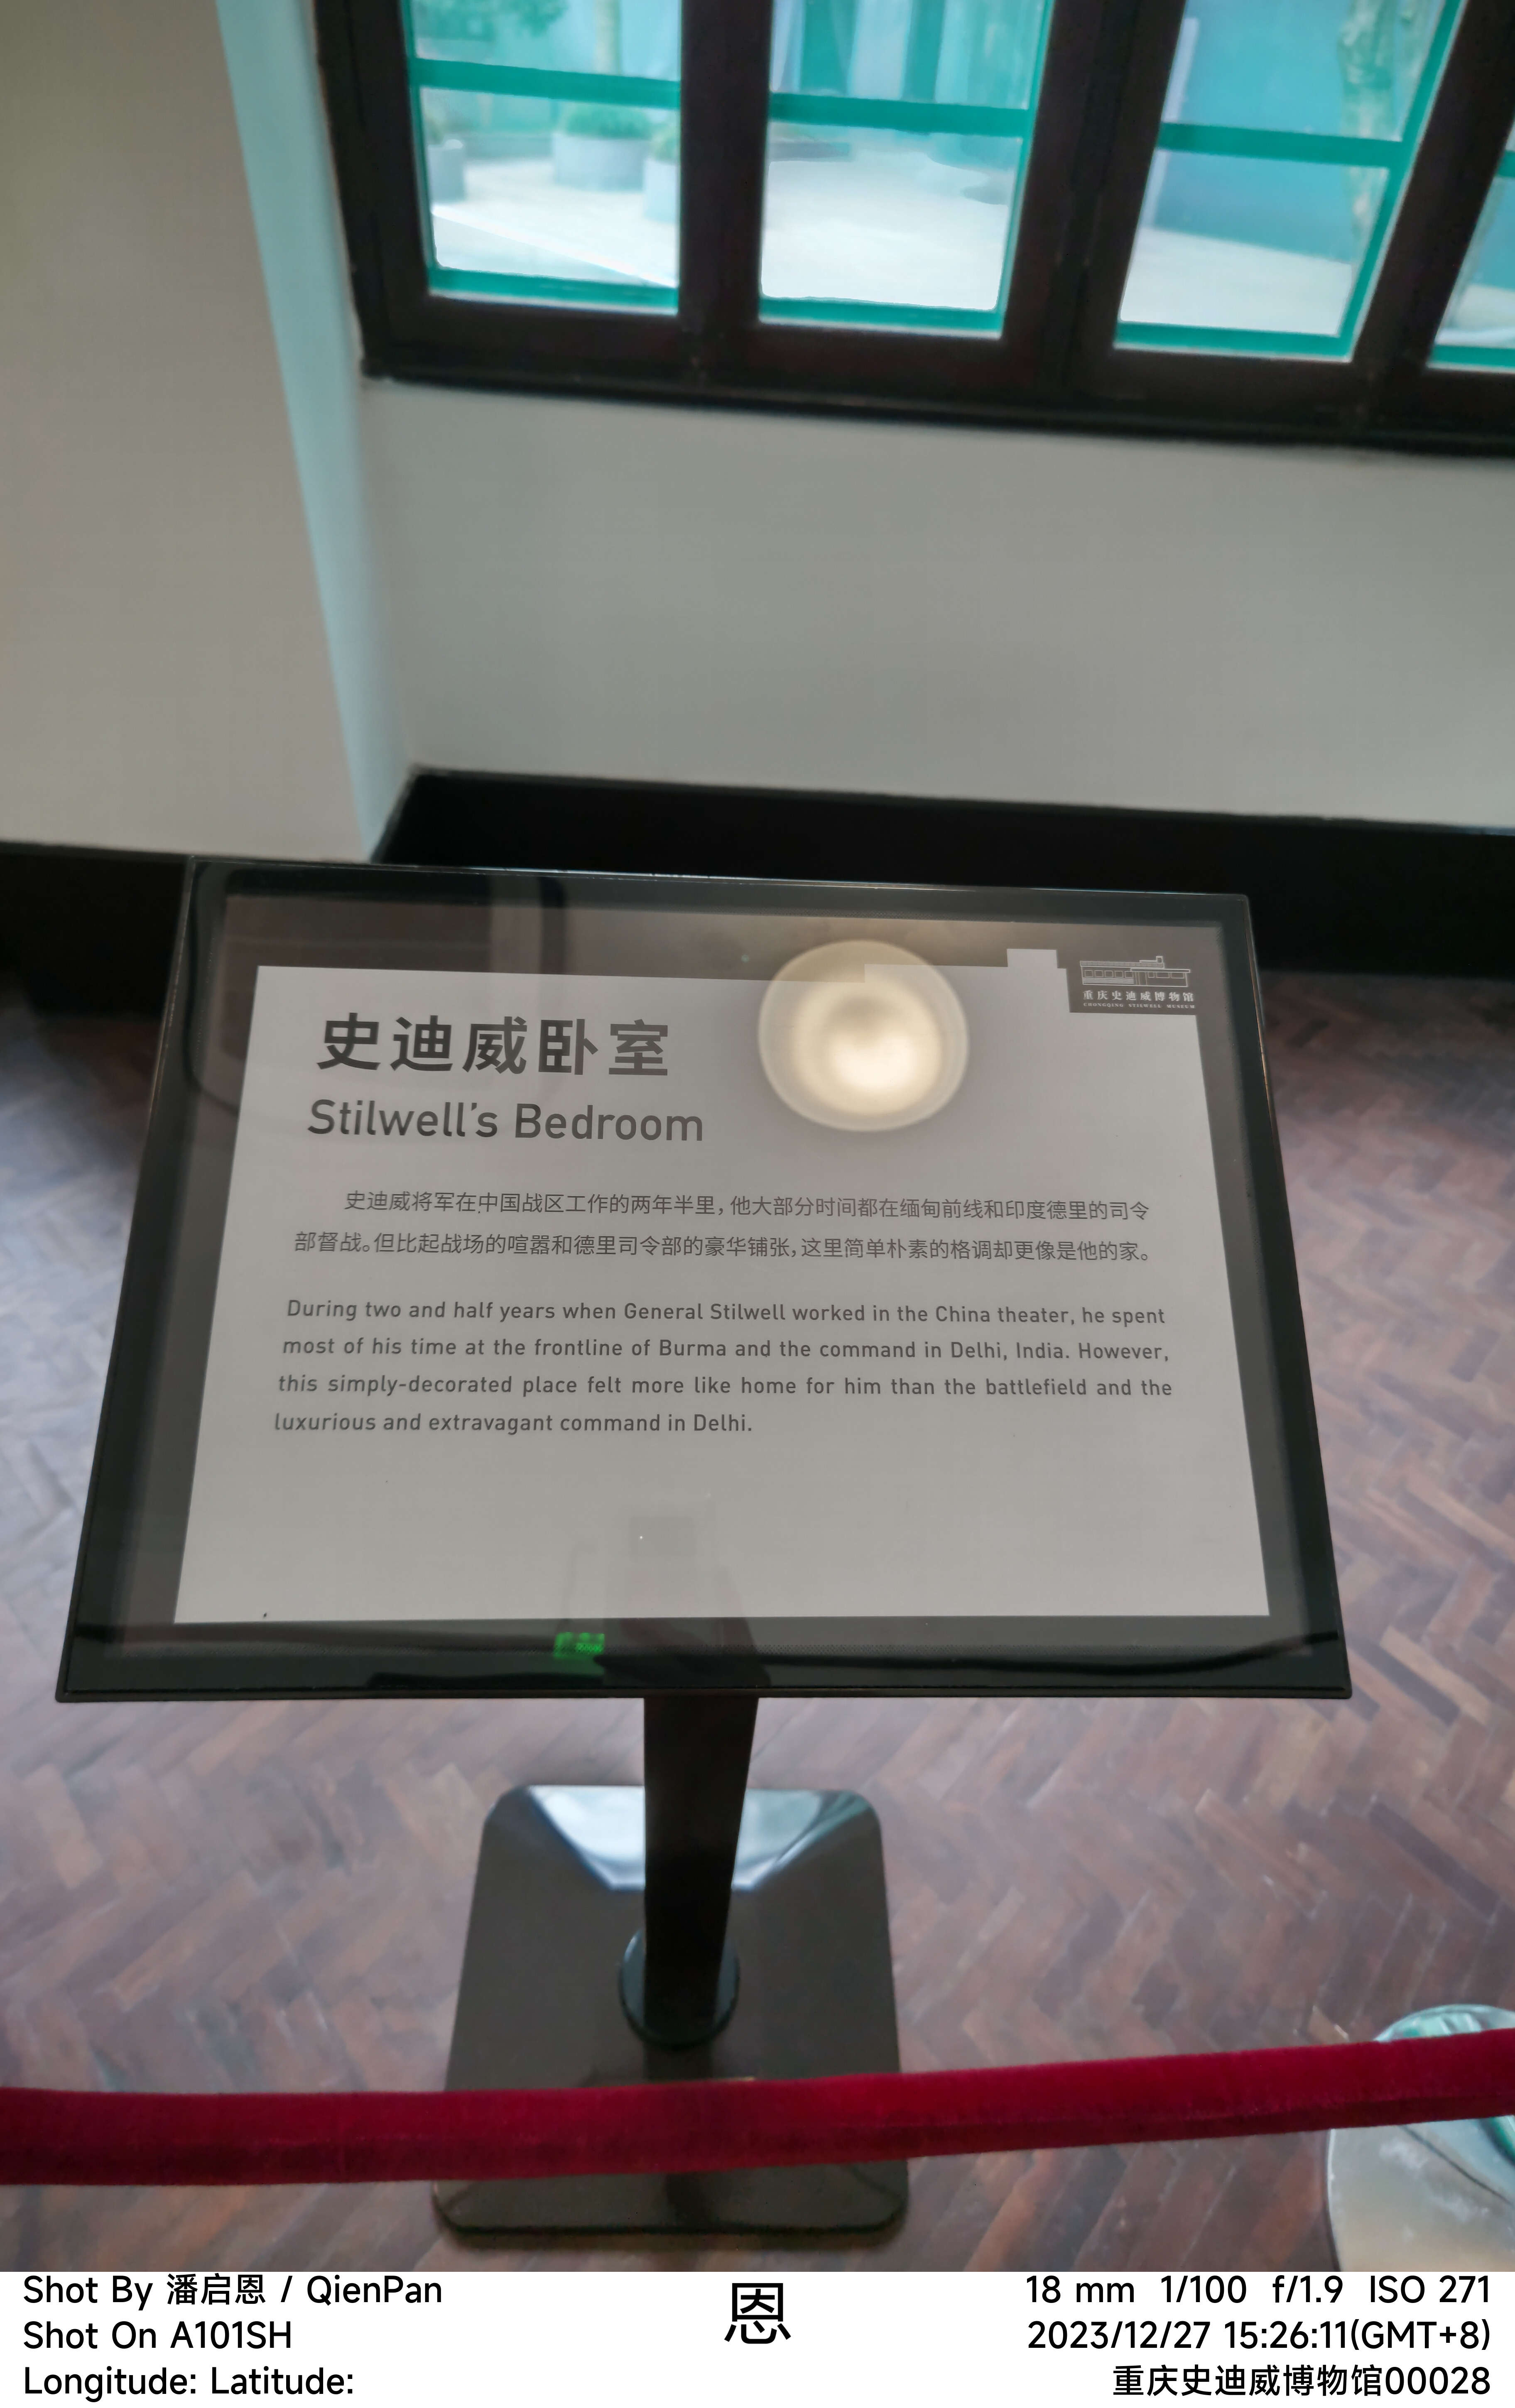 重庆史迪威博物馆
CHONGQING STILWELL MUSEUM
史迪威卧室
Stilwell's Bedroom
史迪威将军在中国战区工作的两年半里，他大部分时间都在缅甸前线和印度德里的司令
部督战。但比起战场的喧嚣和德里司令部的豪华铺张，这里简单朴素的格调却更像是他的家。
During two and half years when General Stilwell worked in the China theater, he spent
most of his time at the frontline of Burma and the command in Delhi, India. However,
this simply-decorated place felt more like home for him than the battlefield and the
luxurious and extravagant command in Delhi.
Shot By 潘启恩 / QienPan
Shot On A101SH
Longitude: Latitude:
恩
18 mm 1/100 f/1.9 ISO 271
2023/12/27 15:26:11(GMT+8)
重庆史迪威博物馆00028